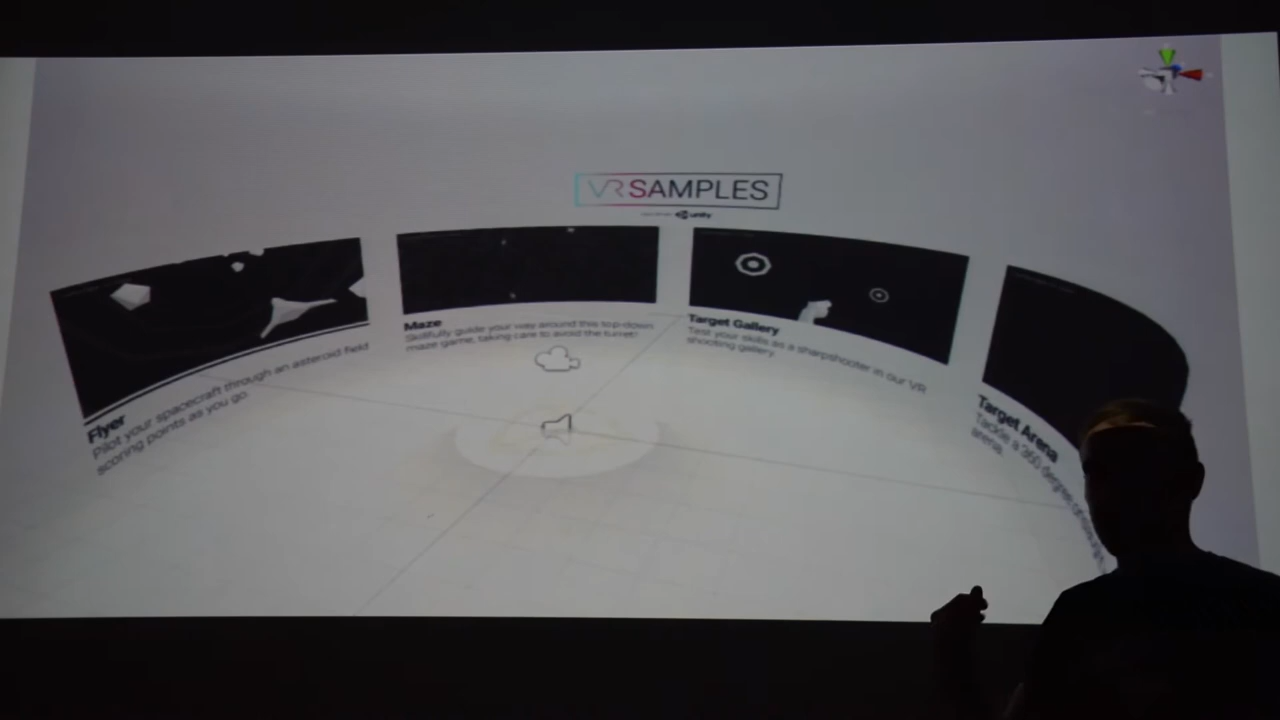 VRSAMPLES
unity
Flyer
Pilot your spacecraft through an asteroid field
scoring points as you go.
Maze
Skillfully guide your way around this top-down
maze game, taking care to avoid the turret!
Target Gallery
Test your skills as a sharpshooter in our VR
shooting gallery.
Target Arena
Tackle a 360 degree
arena.